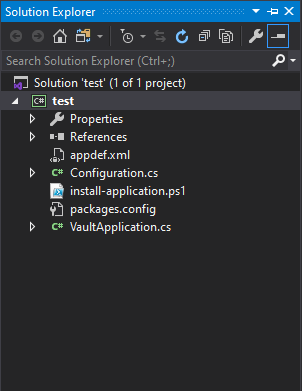 Solution Explorer
Search Solution Explorer (Ctrl+;)
Solution 'test' (1 of 1 project)
C# test
Properties
References
appdef.xml
C# Configuration.cs
install-application.ps1
packages.config
C# VaultApplication.cs